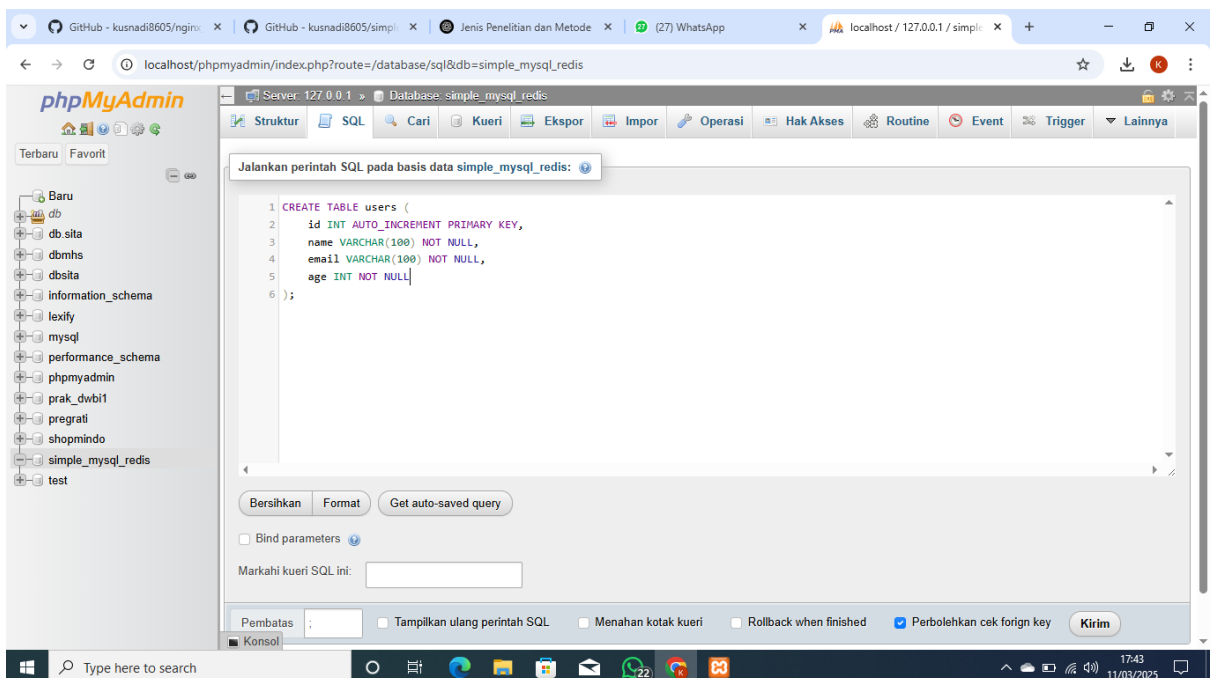 GitHub - kusnadi8605/nginx
GitHub - kusnadi8605/simpl
Jenis Penelitian dan Metode
(27) WhatsApp
localhost / 127.0.0.1 / simple
localhost/phpmyadmin/index.php?route=/database/sql&db=simple_mysql_redis
K
phpMyAdmin
Terbaru Favorit
Baru
db
db.sita
dbmhs
dbsita
information_schema
lexify
mysql
performance_schema
phpmyadmin
prak_dwbi1
pregrati
shopmindo
simple_mysql_redis
test
Server: 127.0.0.1 » Database: simple_mysql_redis
Struktur SQL Cari Kueri Ekspor Impor Operasi Hak Akses Routine Event Trigger Lainnya
Jalankan perintah SQL pada basis data simple_mysql_redis:
1 CREATE TABLE users (
2 id INT AUTO_INCREMENT PRIMARY KEY,
3 name VARCHAR(100) NOT NULL,
4 email VARCHAR(100) NOT NULL,
5 age INT NOT NULL
6 );
Bersihkan Format Get auto-saved query
Bind parameters
Markahi kueri SQL ini:
Pembatas ; Tampilkan ulang perintah SQL Menahan kotak kueri Rollback when finished Perbolehkan cek forign key Kirim
Konsol
Type here to search
22
K
17:43
11/03/2025